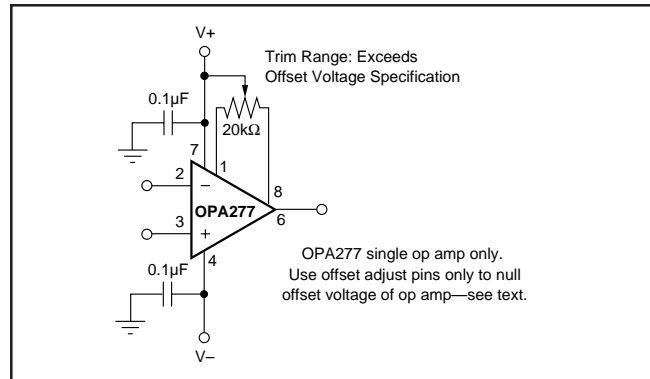 V+
Trim Range: Exceeds
Offset Voltage Specification
0.1µF
20kΩ
7
1
2
–
8
OPA277
6
3
+
4
OPA277 single op amp only.
Use offset adjust pins only to null
offset voltage of op amp—see text.
0.1µF
V–